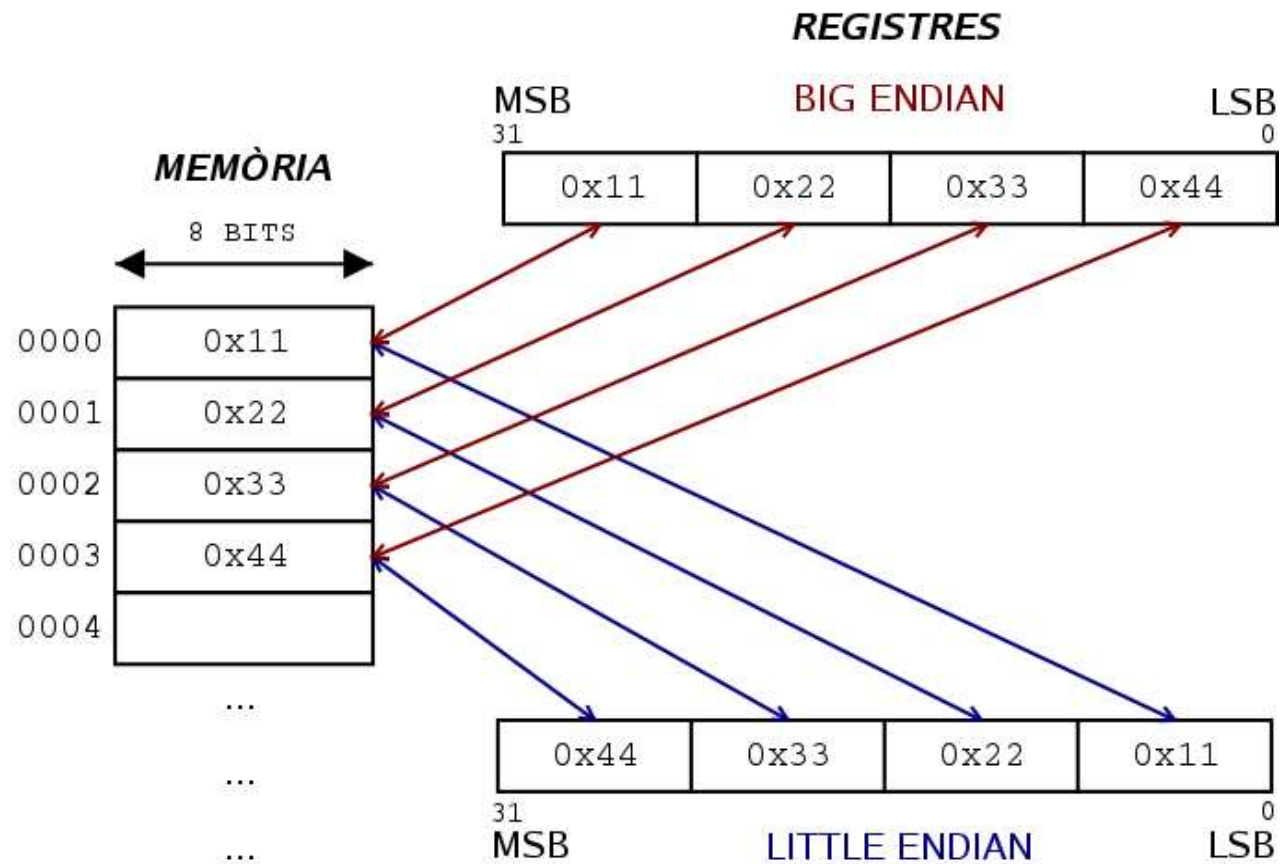 REGISTRES
MSB BIG ENDIAN LSB
31 0
0x11 0x22 0x33 0x44
MEMÒRIA
8 BITS
0000 0x11
0001 0x22
0002 0x33
0003 0x44
0004
...
...
...
0x44 0x33 0x22 0x11
31 0
MSB LITTLE ENDIAN LSB